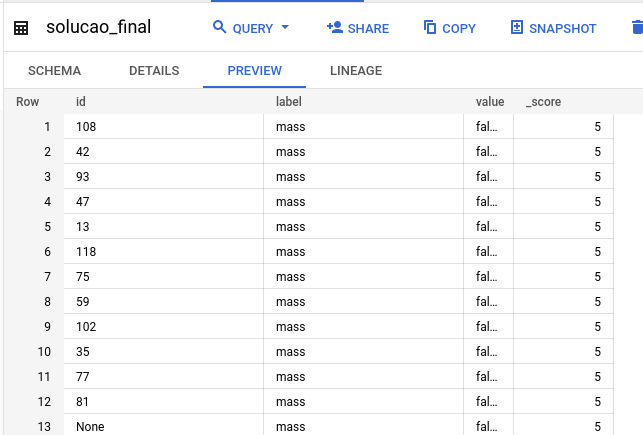 solucao_final QUERY SHARE COPY SNAPSHOT
SCHEMA DETAILS PREVIEW LINEAGE
Row id label value _score
1 108 mass fal... 5
2 42 mass fal... 5
3 93 mass fal... 5
4 47 mass fal... 5
5 13 mass fal... 5
6 118 mass fal... 5
7 75 mass fal... 5
8 59 mass fal... 5
9 102 mass fal... 5
10 35 mass fal... 5
11 77 mass fal... 5
12 81 mass fal... 5
13 None mass fal... 5